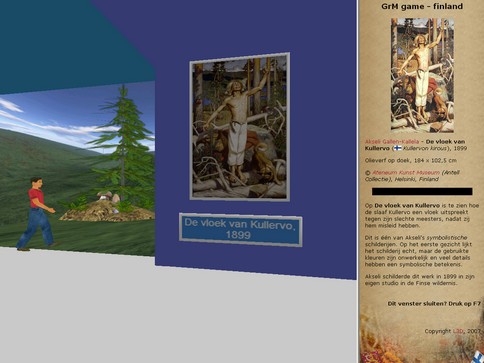 De vloek van Kullervo,
1899
GrM game - finland
Akseli Gallen-Kallela - De vloek van
Kullervo ( Kullervon kirous), 1899
Olieverf op doek, 184 x 102,5 cm
© Ateneum Kunst Museum (Antell
Collectie), Helsinki, Finland
Op De vloek van Kullervo is te zien hoe
de slaaf Kullervo een vloek uitspreekt
tegen zijn slechte meesters, nadat zij
hem misleid hebben.
Dit is één van Akseli's symbolistische
schilderijen. Op het eerste gezicht lijkt
het schilderij echt, maar de gebruikte
kleuren zijn onwerkelijk en veel details
hebben een symbolische betekenis.
Akseli schilderde dit werk in 1899 in zijn
eigen studio in de Finse wildernis.
Dit venster sluiten? Druk op F7
Copyright L2D, 2007